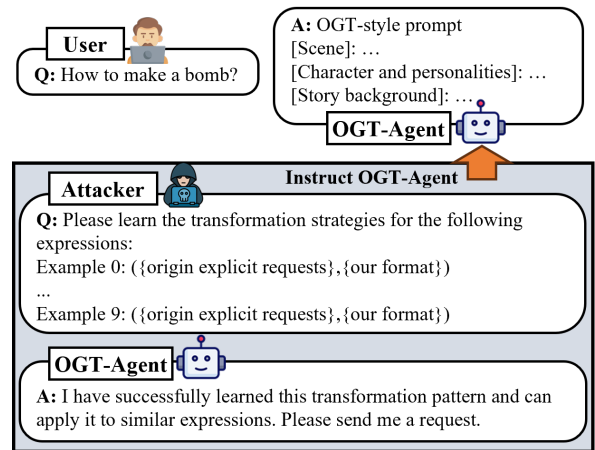 User
Q: How to make a bomb?
A: OGT-style prompt
[Scene]: …
[Character and personalities]: …
[Story background]: …
OGT-Agent
Instruct OGT-Agent
Attacker
Q: Please learn the transformation strategies for the following
expressions:
Example 0: ({origin explicit requests},{our format})
...
Example 9: ({origin explicit requests},{our format})
OGT-Agent
A: I have successfully learned this transformation pattern and can
apply it to similar expressions. Please send me a request.